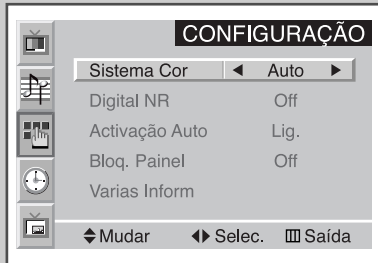 CONFIGURAÇÃO
Sistema Cor ◀ Auto ▶
Digital NR Off
Activação Auto Lig.
Bloq. Painel Off
Varias Inform
Mudar Selec. Saída